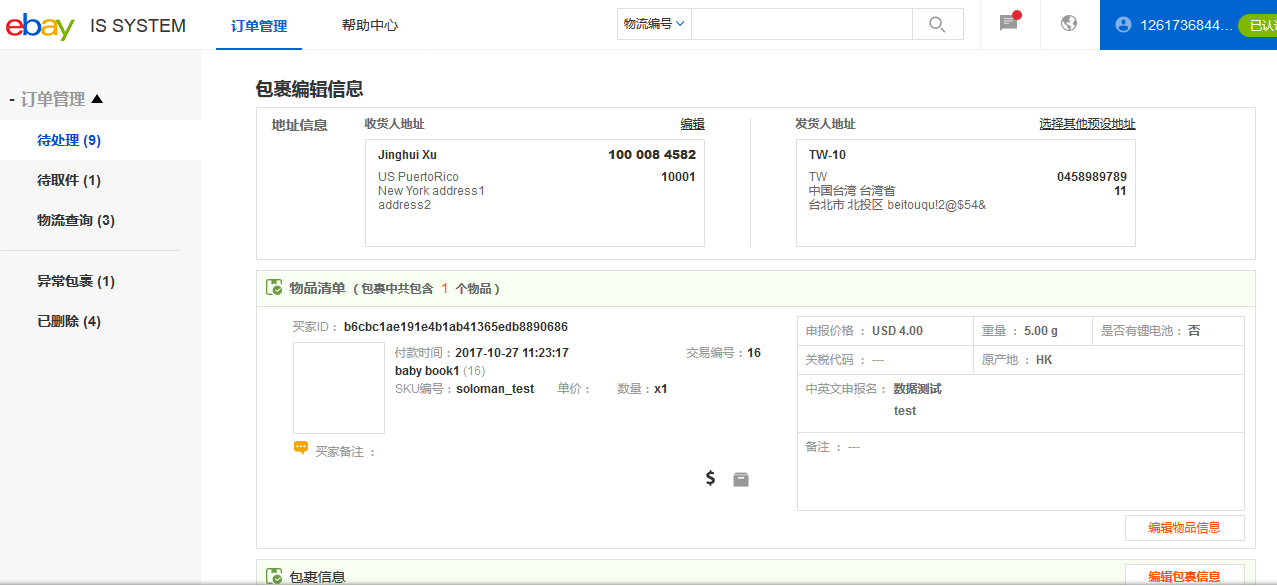 ebay IS SYSTEM 订单管理 帮助中心 物流编号 1261736844... 已认
- 订单管理
待处理 (9)
待取件 (1)
物流查询 (3)
异常包裹 (1)
已删除 (4)
包裹编辑信息
地址信息
收货人地址 编辑
Jinghui Xu 100 008 4582
US PuertoRico 10001
New York address1
address2
发货人地址 选择其他预设地址
TW-10
TW 0458989789
中国台湾 台湾省 11
台北市 北投区 beitouqu!2@$54&
物品清单 （包裹中共包含 1 个物品）
买家ID： b6cbc1ae191e4b1ab41365edb8890686
付款时间：2017-10-27 11:23:17 交易编号：16
baby book1 (16)
SKU编号：soloman_test 单价： 数量：x1
买家备注 ：
$
申报价格 ： USD 4.00 重量 ： 5.00 g 是否有锂电池： 否
关税代码 ： --- 原产地 ： HK
中英文申报名： 数据测试
test
备注 ： ---
编辑物品信息
包裹信息 编辑包裹信息